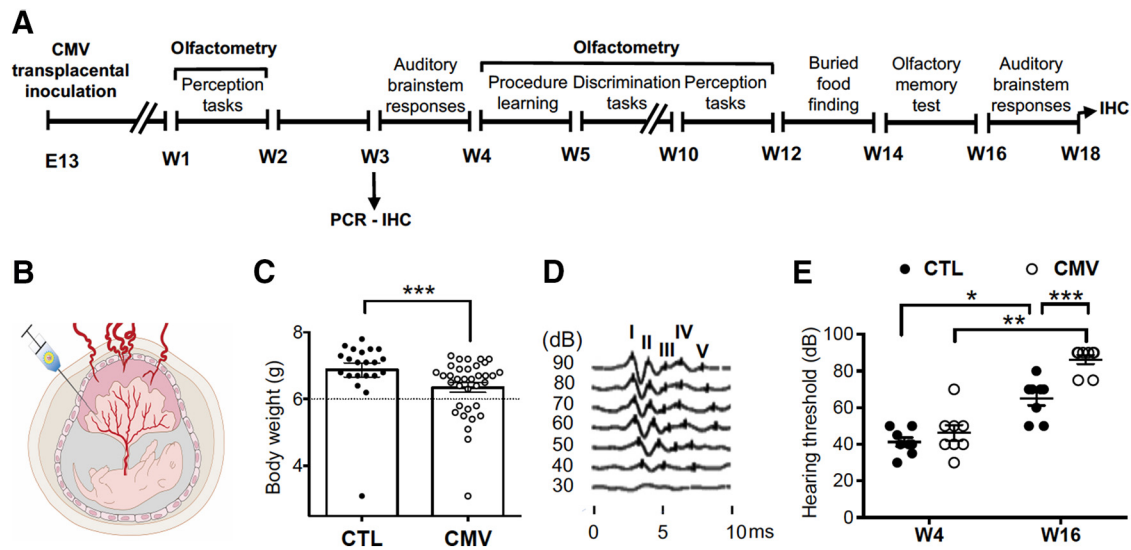 A
CMV
transplacental
inoculation
Olfactometry
Perception
tasks
Auditory
brainstem
responses
Olfactometry
Procedure
learning
Discrimination
tasks
Perception
tasks
Buried
food
finding
Olfactory
memory
test
Auditory
brainstem
responses
IHC
E13 W1 W2 W3 W4 W5 W10 W12 W14 W16 W18
PCR - IHC
B
C
***
Body weight (g)
8
6
4
CTL CMV
D
(dB)
I II III IV V
90
80
70
60
50
40
30
0 5 10 ms
E
CTL CMV
* ***
**
Hearing threshold (dB)
100
80
60
40
20
0
W4 W16